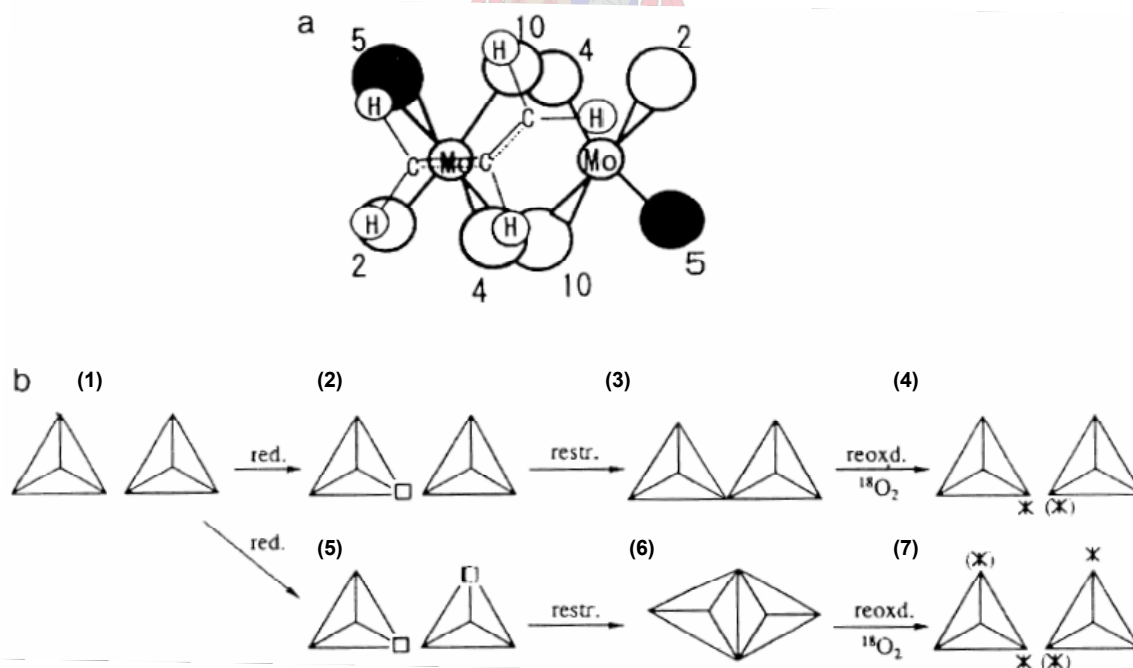 a
5
10
4
2
H
H
C
H
C
Mo
C
Mo
H
H
2
4
10
5
b
(1)
(2)
(3)
(4)
red.
restr.
reoxd.
¹⁸O₂
□
* (*)
red.
(5)
(6)
(7)
restr.
reoxd.
¹⁸O₂
□
□
(*)
*
* (*)